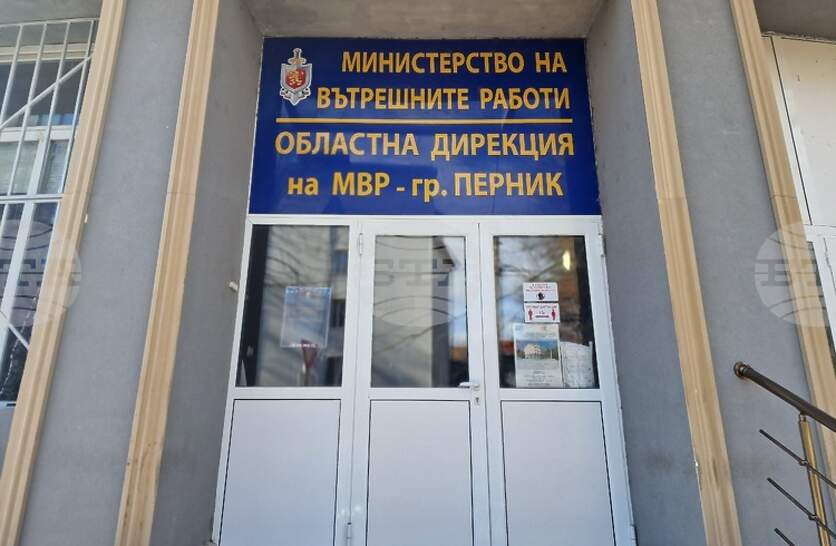 МИНИСТЕРСТВО НА
ВЪТРЕШНИТЕ РАБОТИ
ОБЛАСТНА ДИРЕКЦИЯ
на МВР - гр. ПЕРНИК